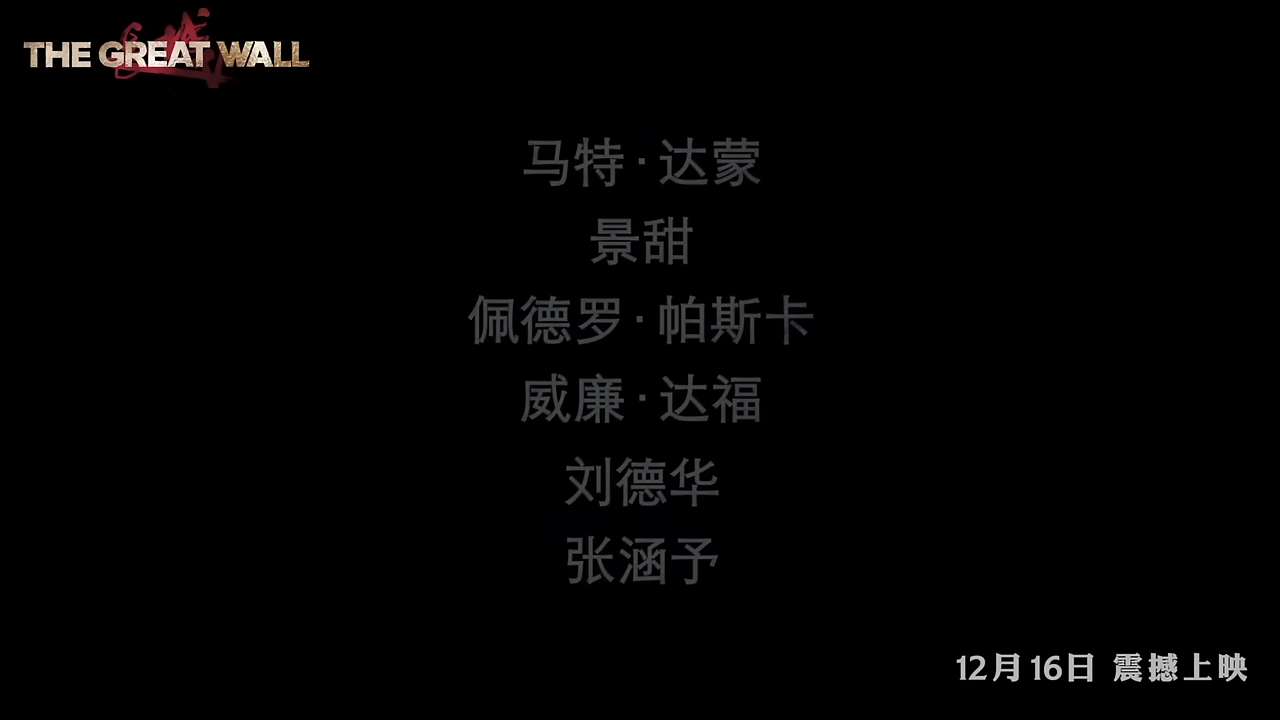 THE GREAT WALL
马特·达蒙
景甜
佩德罗·帕斯卡
威廉·达福
刘德华
张涵予
12月16日 震撼上映